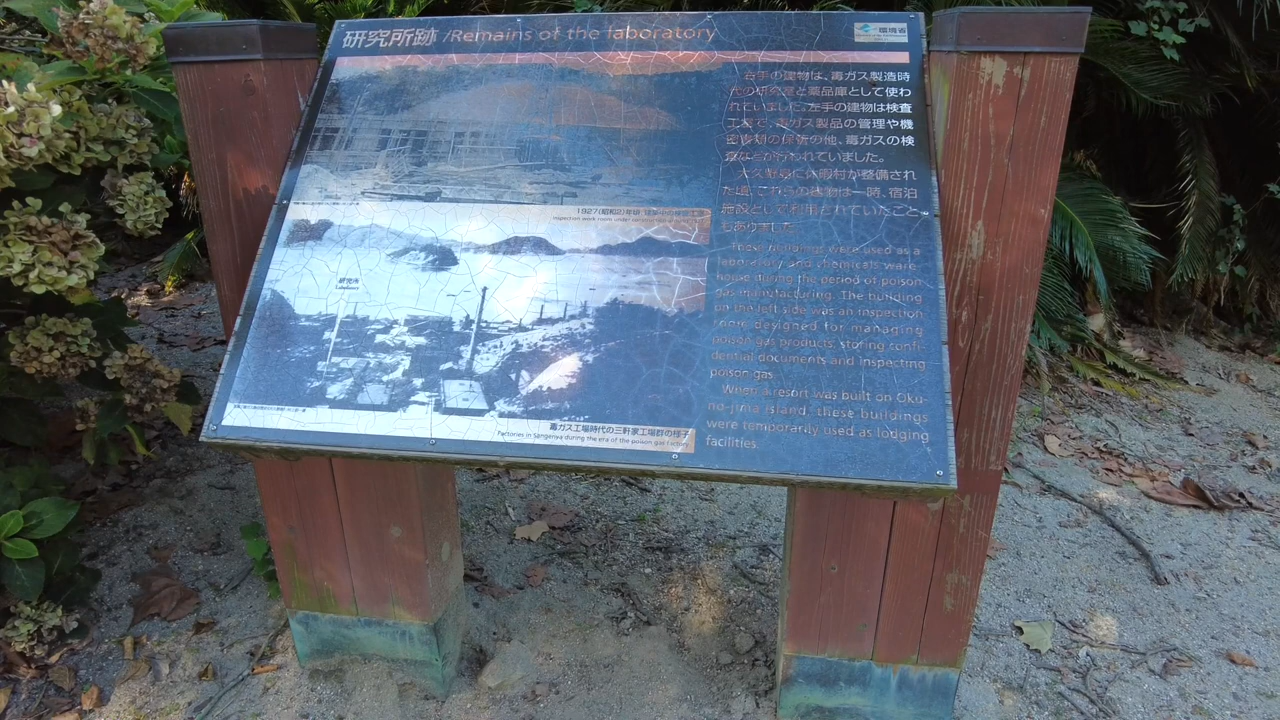 研究所跡 /Remains of the laboratory
環境省
右手の建物は、毒ガス製造時
代の研究室と薬品庫として使わ
れていました。左手の建物は検査
工室で、毒ガス製品の管理や機
密書類の保管の他、毒ガスの検
査などが行われていました。
大久野島に休暇村が整備され
た頃、これらの建物は一時、宿泊
施設として利用されていたこと
もありました。
These buildings were used as a
laboratory and chemicals ware-
house during the period of poison
gas manufacturing. The building
on the left side was an inspection
room designed for managing
poison gas products, storing confi-
dential documents and inspecting
poison gas.
When a resort was built on Oku-
no-jima Island, these buildings
were temporarily used as lodging
facilities.
1927(昭和2)年頃 建築中の検査工室
Inspection work room under construction
研究所
Laboratory
毒ガス工場時代の三軒家工場群の様子
Factories in Sangenya during the era of the poison gas factory